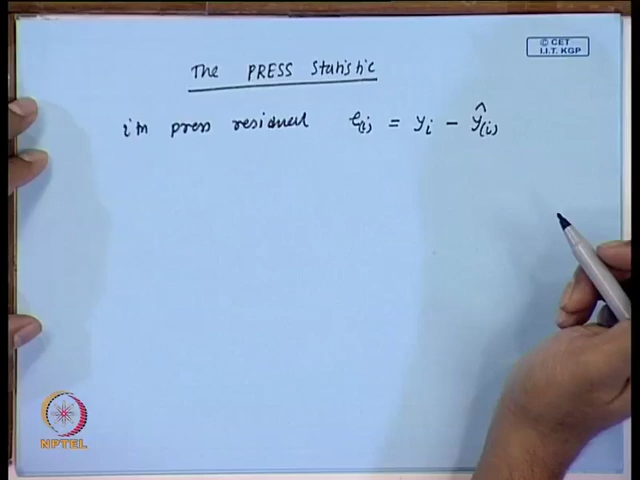 © CET
I.I.T. KGP
The PRESS Statistic
ith press residual e(i) = yi − ŷ(i)
NPTEL